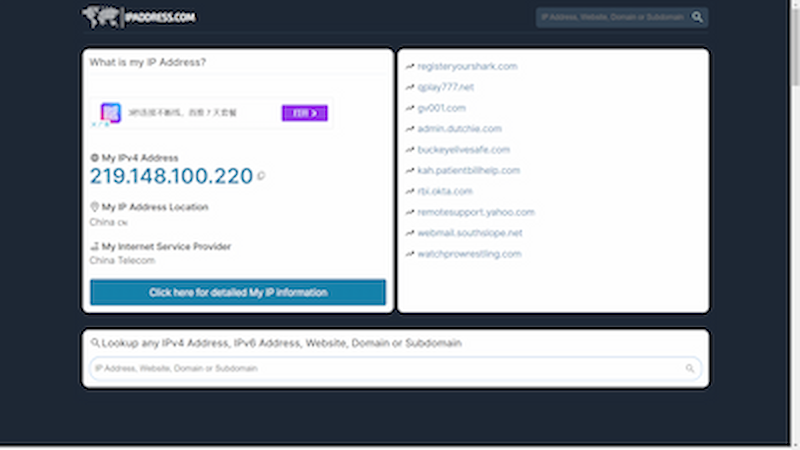 IPADDRESS.COM
IP Address, Website, Domain or Subdomain
What is my IP Address?
打开 >
My IPv4 Address
219.148.100.220
My IP Address Location
China CN
My Internet Service Provider
China Telecom
Click here for detailed My IP information
registeryourshark.com
qplay777.net
gv001.com
admin.dutchie.com
buckeyelivesafe.com
kah.patientbillhelp.com
rbi.okta.com
remotesupport.yahoo.com
webmail.southslope.net
watchprowrestling.com
Lookup any IPv4 Address, IPv6 Address, Website, Domain or Subdomain
IP Address, Website, Domain or Subdomain